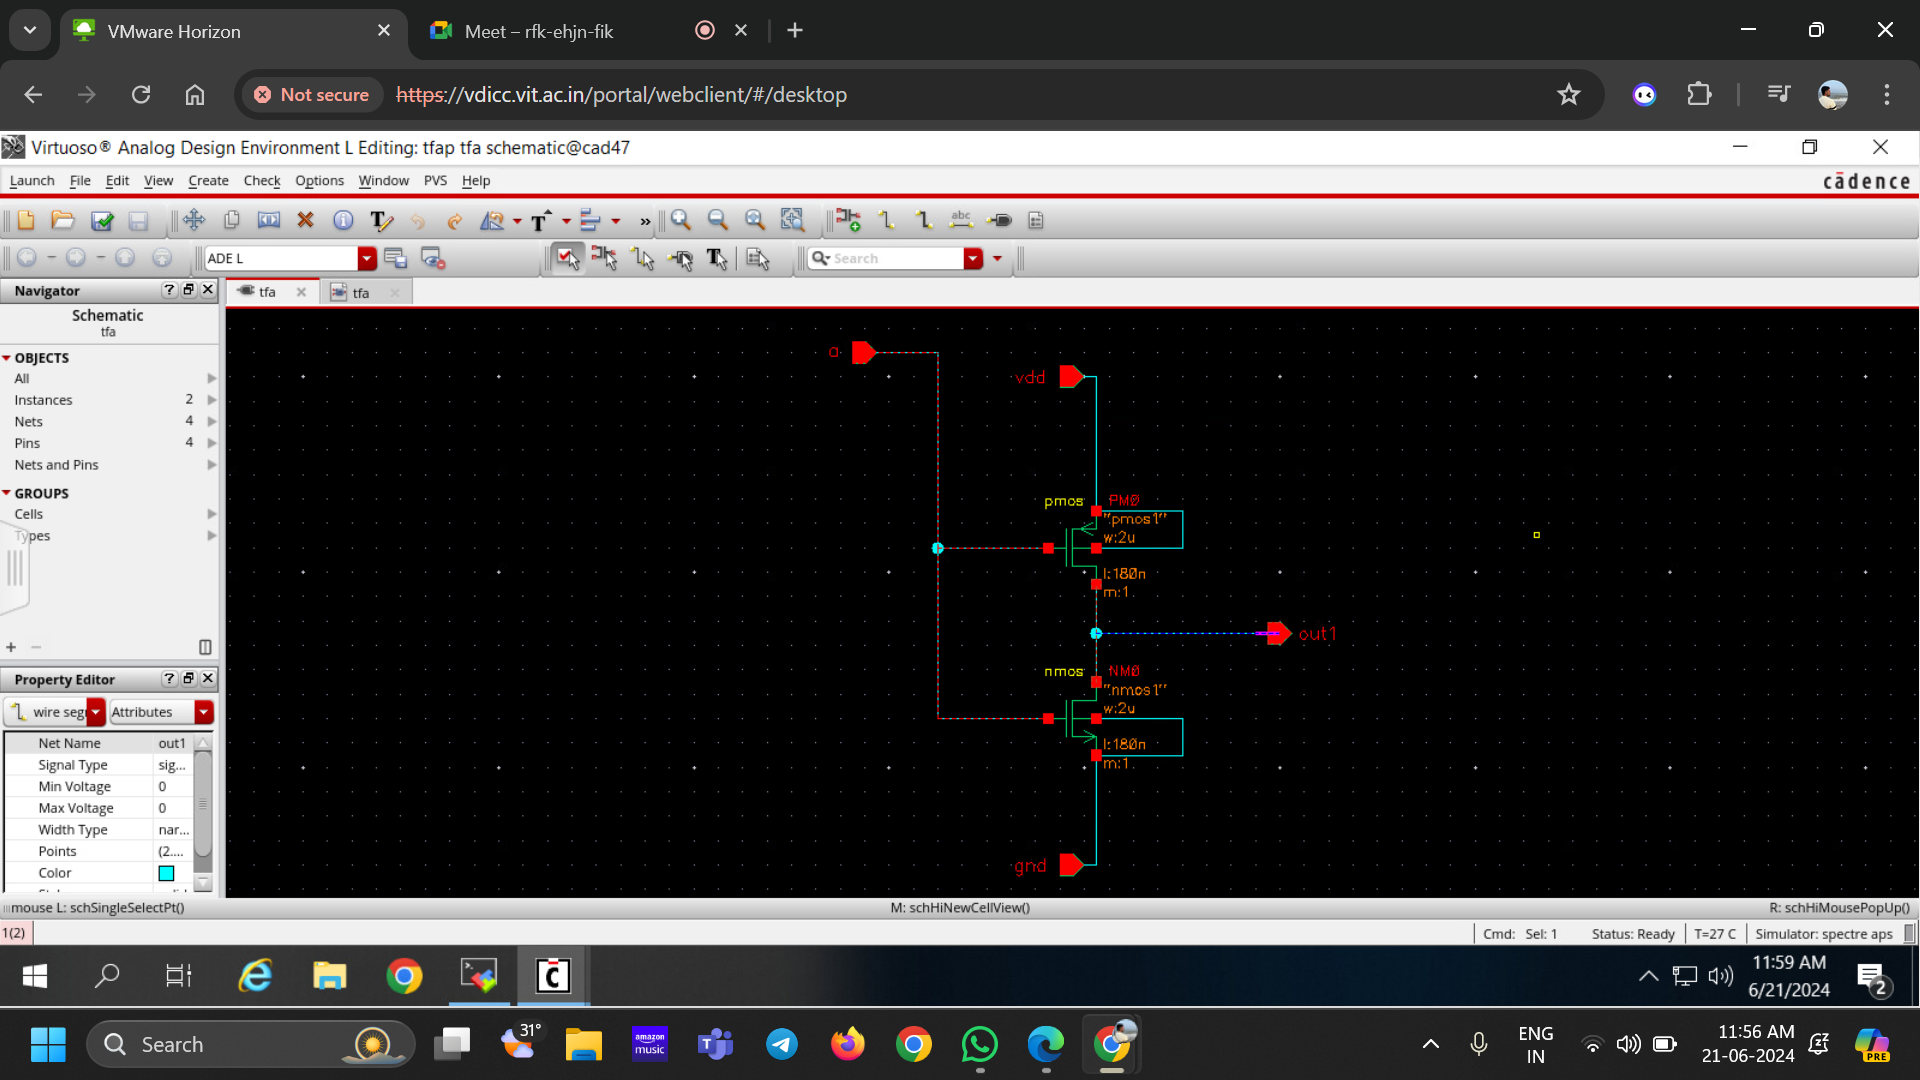 VMware Horizon
Meet – rfk-ehjn-fik
Not secure
https://vdicc.vit.ac.in/portal/webclient/#/desktop
Virtuoso® Analog Design Environment L Editing: tfap tfa schematic@cad47
Launch File Edit View Create Check Options Window PVS Help
cādence
abc
ADE L
Search
Navigator
tfa
tfa
Schematic
tfa
OBJECTS
All
Instances 2
Nets 4
Pins 4
Nets and Pins
GROUPS
Cells
Types
a
vdd
pmos PM0
"pmos1"
w:2u
l:180n
m:1
out1
nmos NM0
"nmos1"
w:2u
l:180n
m:1
gnd
Property Editor
wire seg
Attributes
Net Name out1
Signal Type sig...
Min Voltage 0
Max Voltage 0
Width Type nar...
Points (2....
Color
mouse L: schSingleSelectPt()
M: schHiNewCellView()
R: schHiMousePopUp()
1(2)
Cmd: Sel: 1
Status: Ready
T=27 C
Simulator: spectre aps
11:59 AM
6/21/2024
2
Search
31°
amazon
music
ENG
IN
11:56 AM
21-06-2024
PRE